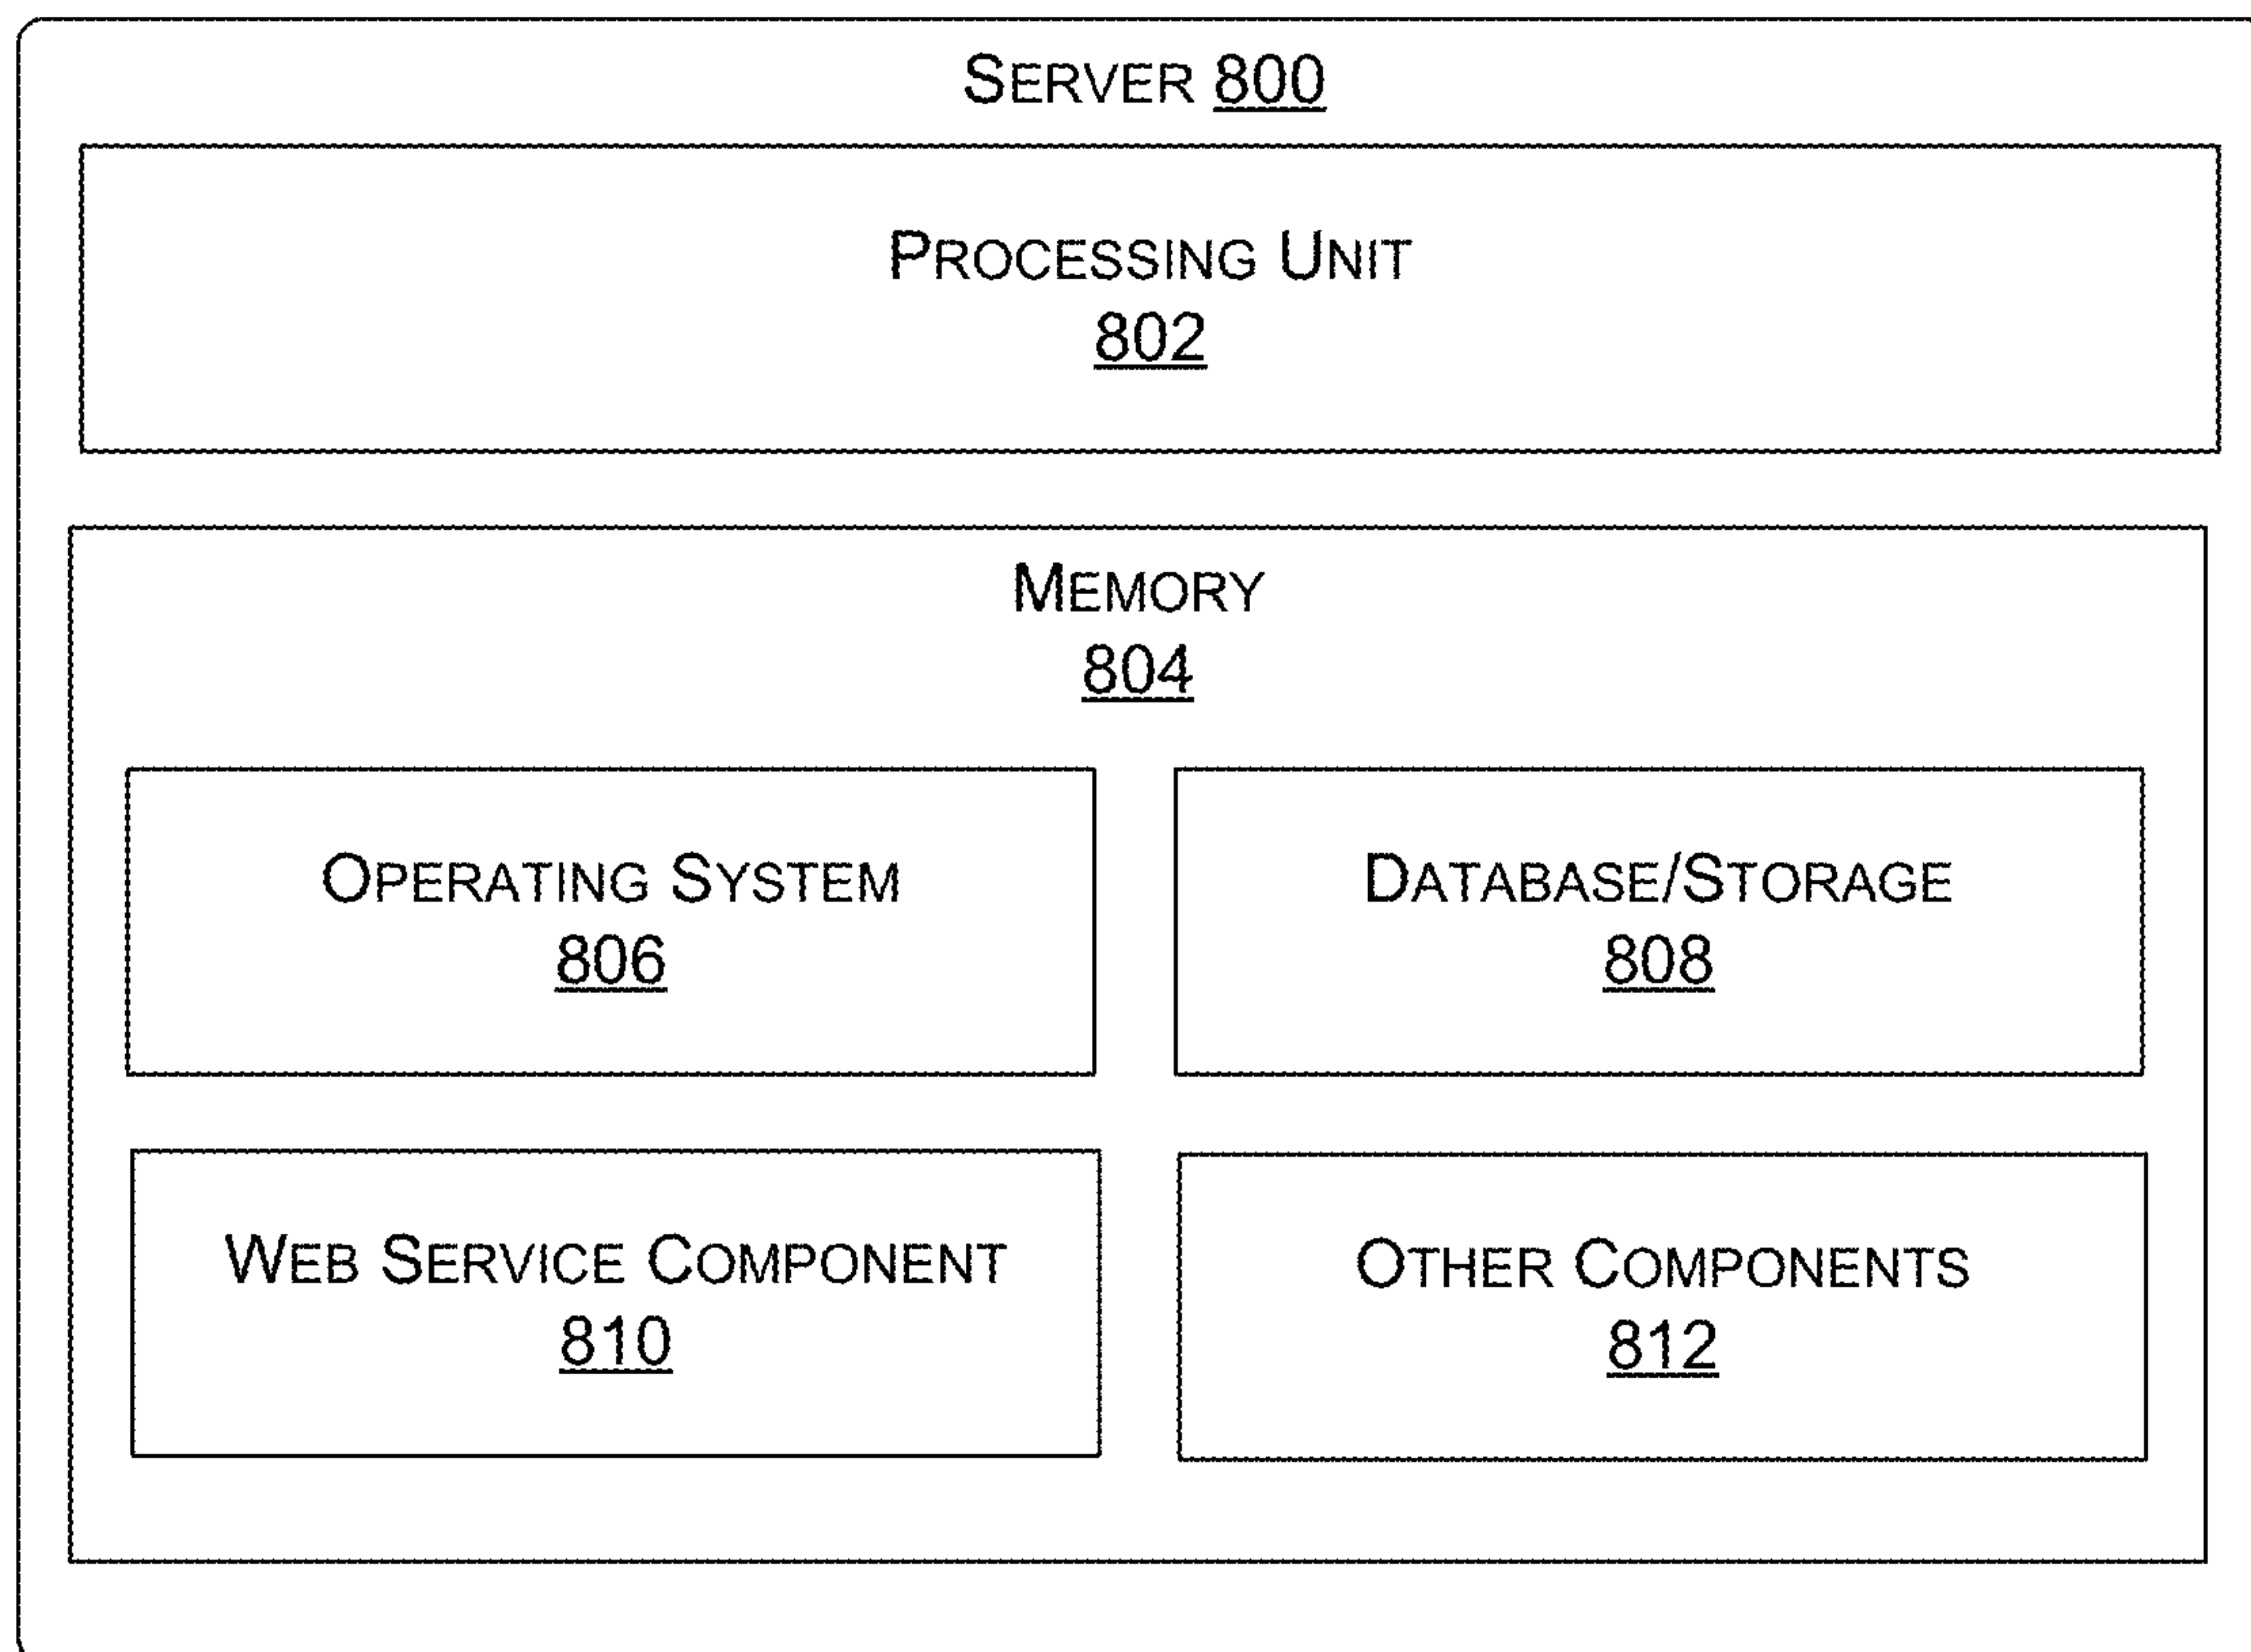 SERVER 800
PROCESSING UNIT
802
MEMORY
804
OPERATING SYSTEM
806
DATABASE/STORAGE
808
WEB SERVICE COMPONENT
810
OTHER COMPONENTS
812